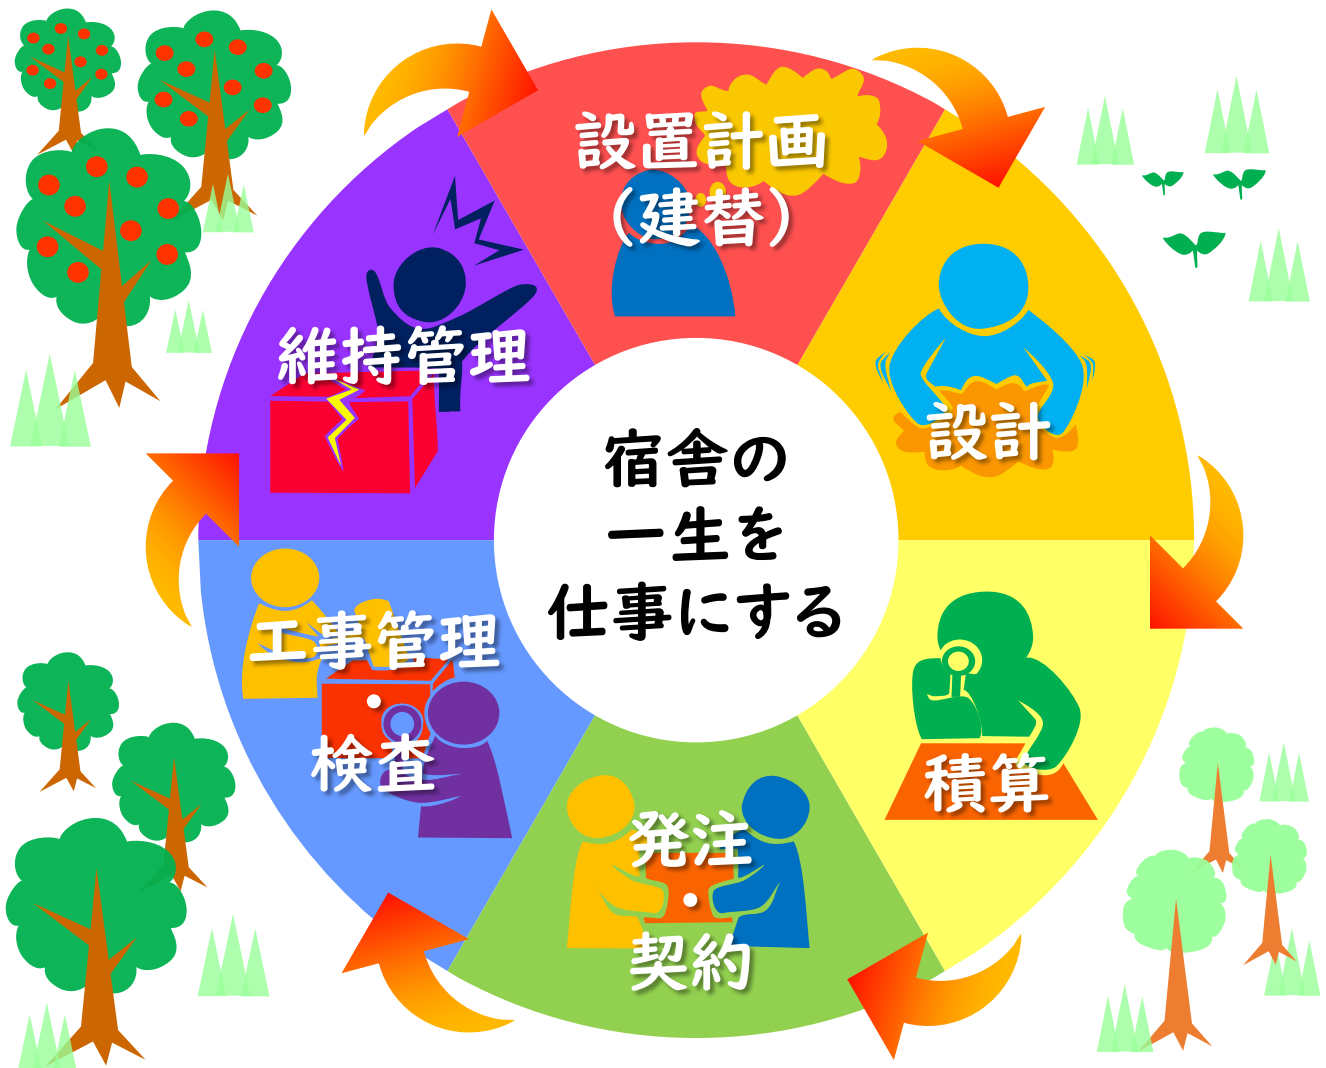 設置計画
（建替）
設計
積算
発注
・
契約
工事管理
・
検査
維持管理
宿舎の
一生を
仕事にする